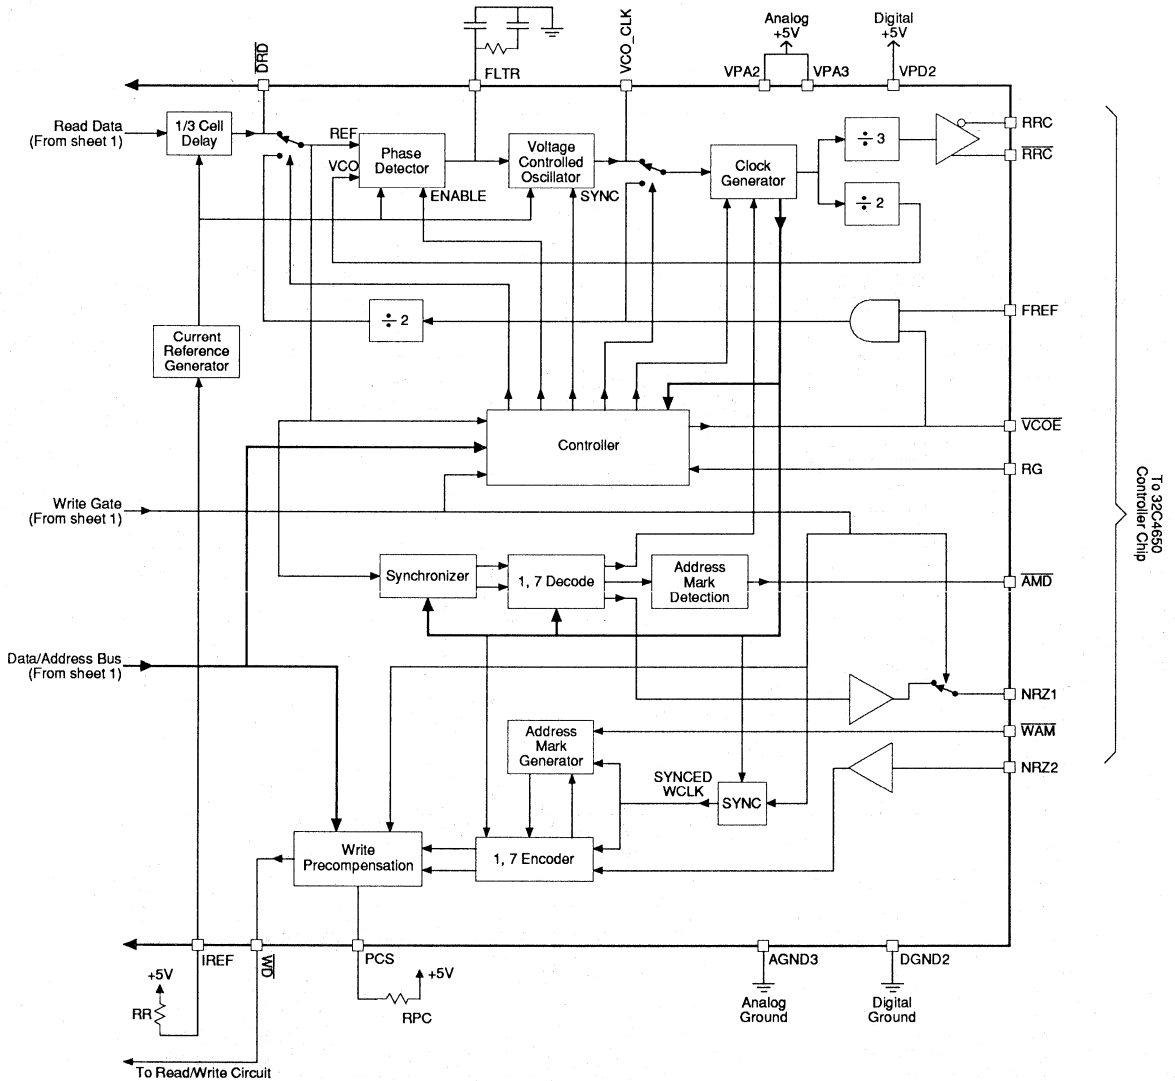 Analog
+5V
Digital
+5V
DRD
FLTR
VCO_CLK
VPA2
VPA3
VPD2
Read Data
(From sheet 1)
1/3 Cell
Delay
REF
VCO
Phase
Detector
ENABLE
Voltage
Controlled
Oscillator
SYNC
Clock
Generator
÷ 3
÷ 2
RRC
RRC
÷ 2
FREF
Current
Reference
Generator
Controller
VCOE
RG
To 32C4650
Controller Chip
Write Gate
(From sheet 1)
Synchronizer
1, 7 Decode
Address
Mark
Detection
AMD
Data/Address Bus
(From sheet 1)
NRZ1
Address
Mark
Generator
WAM
SYNCED
WCLK
SYNC
NRZ2
Write
Precompensation
1, 7 Encoder
IREF
WD
PCS
AGND3
DGND2
+5V
RR
+5V
RPC
Analog
Ground
Digital
Ground
To Read/Write Circuit